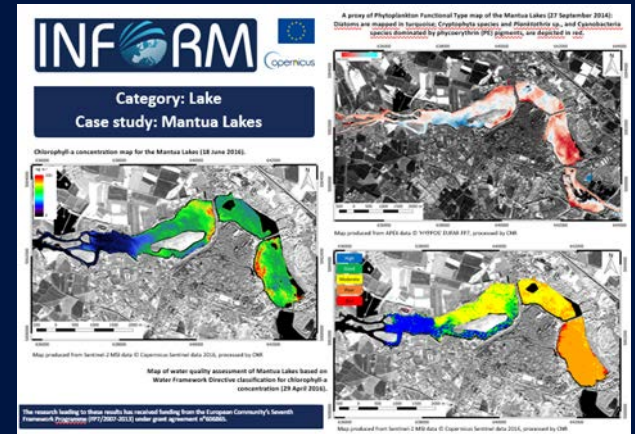 INFORM
opernicus
Category: Lake
Case study: Mantua Lakes
Chlorophyll-a concentration map for the Mantua Lakes (18 June 2016).
Map produced from Sentinel-2 MSI data © Copernicus Sentinel data 2016, processed by CNR
Map of water quality assessment of Mantua Lakes based on
Water Framework Directive classification for chlorophyll-a
concentration (29 April 2016).
The research leading to these results has received funding from the European Community's Seventh
Framework Programme (FP7/2007-2013) under grant agreement n°606865.
A proxy of Phytoplankton Functional Type map of the Mantua Lakes (27 September 2014):
Diatoms are mapped in turquoise; Cryptophyta species and Planktothrix sp., and Cyanobacteria
species dominated by phycoerythrin (PE) pigments, are depicted in red.
Map produced from APEX data © 'HYPPOS' EUFAR FP7, processed by CNR
High
Good
Moderate
Poor
Map produced from Sentinel-2 MSI data © Copernicus Sentinel data 2016, processed by CNR